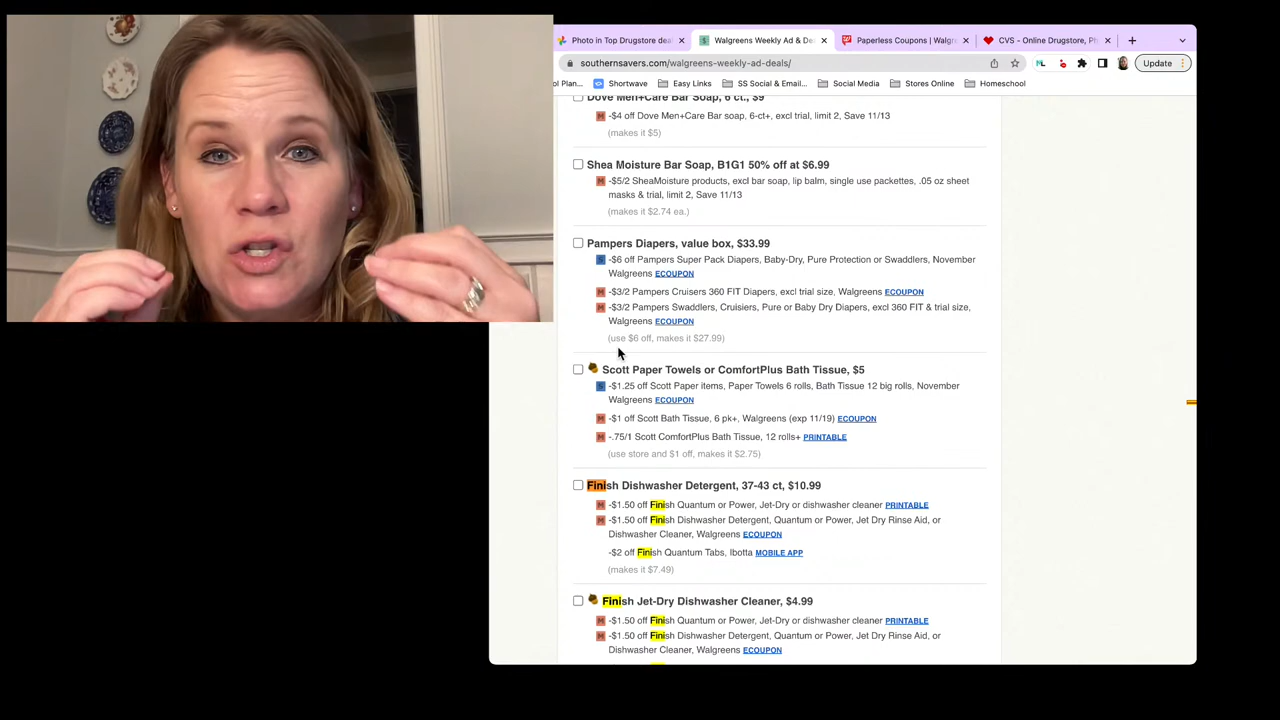 Photo in Top Drugstore dea
Walgreens Weekly Ad & De
Paperless Coupons | Walgr
CVS - Online Drugstore, Ph
southernsavers.com/walgreens-weekly-ad-deals/
Update
ol Plan...
Shortwave
Easy Links
SS Social & Email...
Social Media
Stores Online
Homeschool
Dove Men+Care Bar Soap, 6 ct., $9
M -$4 off Dove Men+Care Bar soap, 6-ct+, excl trial, limit 2, Save 11/13
(makes it $5)
Shea Moisture Bar Soap, B1G1 50% off at $6.99
M -$5/2 SheaMoisture products, excl bar soap, lip balm, single use packettes, .05 oz sheet
masks & trial, limit 2, Save 11/13
(makes it $2.74 ea.)
Pampers Diapers, value box, $33.99
S -$6 off Pampers Super Pack Diapers, Baby-Dry, Pure Protection or Swaddlers, November
Walgreens ECOUPON
M -$3/2 Pampers Cruisers 360 FIT Diapers, excl trial size, Walgreens ECOUPON
M -$3/2 Pampers Swaddlers, Cruisiers, Pure or Baby Dry Diapers, excl 360 FIT & trial size,
Walgreens ECOUPON
(use $6 off, makes it $27.99)
Scott Paper Towels or ComfortPlus Bath Tissue, $5
S -$1.25 off Scott Paper items, Paper Towels 6 rolls, Bath Tissue 12 big rolls, November
Walgreens ECOUPON
M -$1 off Scott Bath Tissue, 6 pk+, Walgreens (exp 11/19) ECOUPON
M -.75/1 Scott ComfortPlus Bath Tissue, 12 rolls+ PRINTABLE
(use store and $1 off, makes it $2.75)
Finish Dishwasher Detergent, 37-43 ct, $10.99
M -$1.50 off Finish Quantum or Power, Jet-Dry or dishwasher cleaner PRINTABLE
M -$1.50 off Finish Dishwasher Detergent, Quantum or Power, Jet Dry Rinse Aid, or
Dishwasher Cleaner, Walgreens ECOUPON
-$2 off Finish Quantum Tabs, Ibotta MOBILE APP
(makes it $7.49)
Finish Jet-Dry Dishwasher Cleaner, $4.99
M -$1.50 off Finish Quantum or Power, Jet-Dry or dishwasher cleaner PRINTABLE
M -$1.50 off Finish Dishwasher Detergent, Quantum or Power, Jet Dry Rinse Aid, or
Dishwasher Cleaner, Walgreens ECOUPON